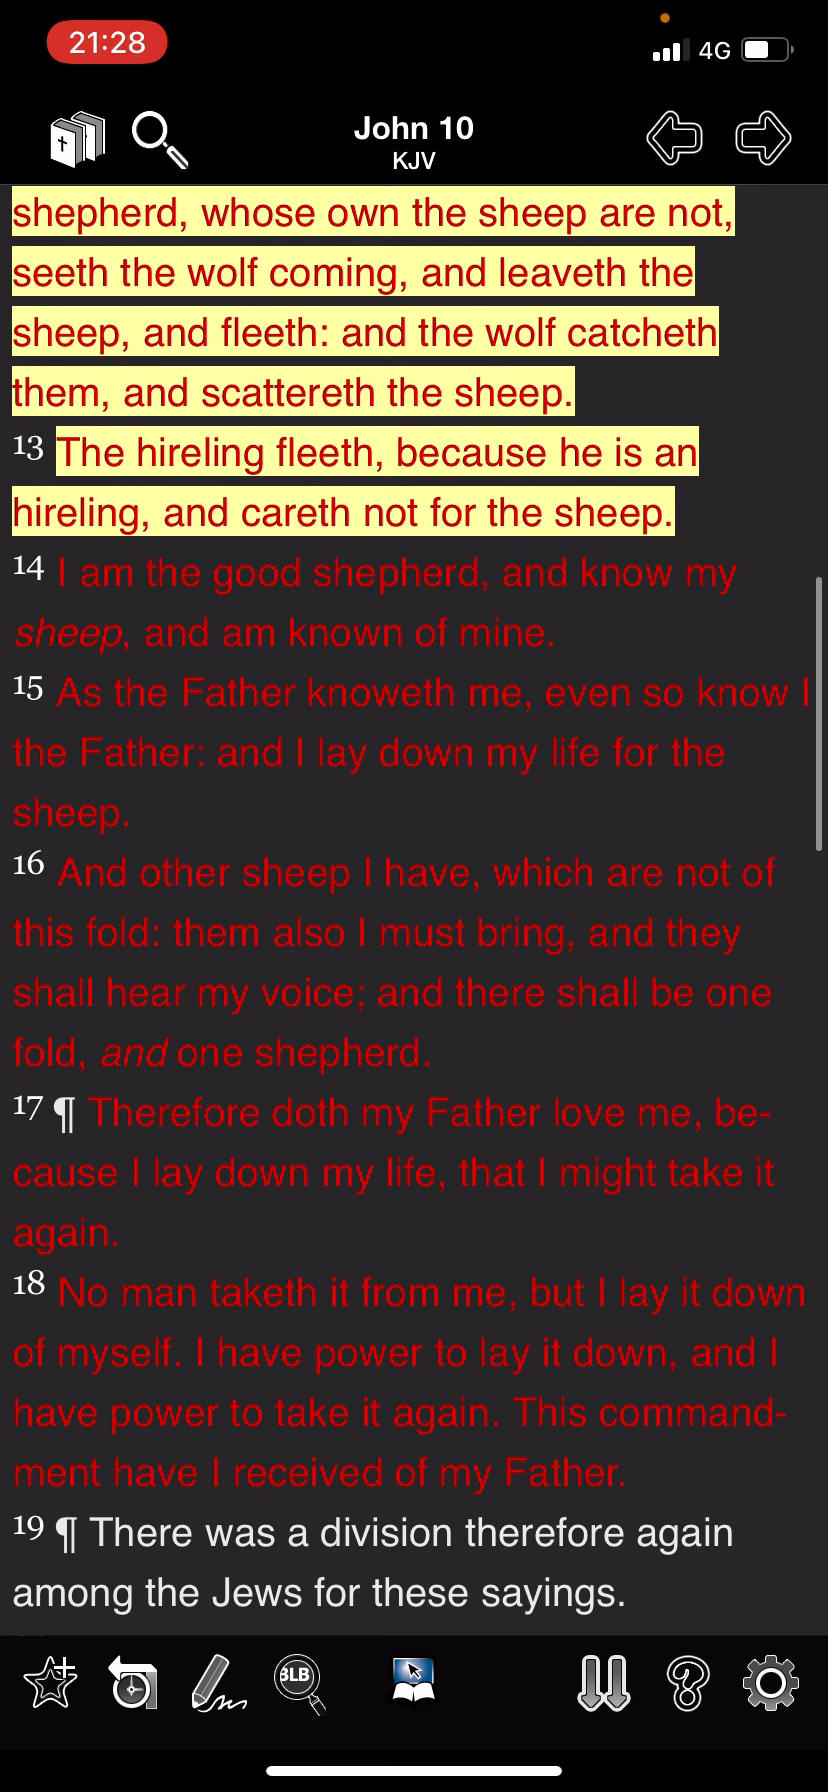 21:28
4G
John 10
KJV
shepherd, whose own the sheep are not,
seeth the wolf coming, and leaveth the
sheep, and fleeth: and the wolf catcheth
them, and scattereth the sheep.
13 The hireling fleeth, because he is an
hireling, and careth not for the sheep.
14 I am the good shepherd, and know my
sheep, and am known of mine.
15 As the Father knoweth me, even so know I
the Father: and I lay down my life for the
sheep.
16 And other sheep I have, which are not of
this fold: them also I must bring, and they
shall hear my voice; and there shall be one
fold, and one shepherd.
17 ¶ Therefore doth my Father love me, be-
cause I lay down my life, that I might take it
again.
18 No man taketh it from me, but I lay it down
of myself. I have power to lay it down, and I
have power to take it again. This command-
ment have I received of my Father.
19 ¶ There was a division therefore again
among the Jews for these sayings.
BLB